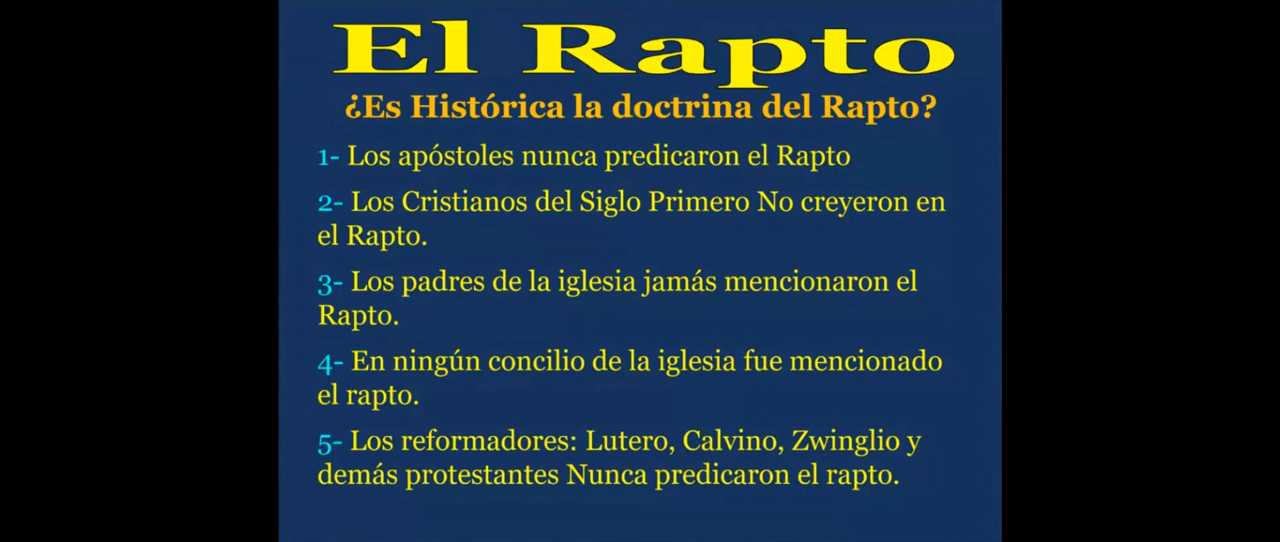 El Rapto
¿Es Histórica la doctrina del Rapto?
1- Los apóstoles nunca predicaron el Rapto
2- Los Cristianos del Siglo Primero No creyeron en
el Rapto.
3- Los padres de la iglesia jamás mencionaron el
Rapto.
4- En ningún concilio de la iglesia fue mencionado
el rapto.
5- Los reformadores: Lutero, Calvino, Zwinglio y
demás protestantes Nunca predicaron el rapto.